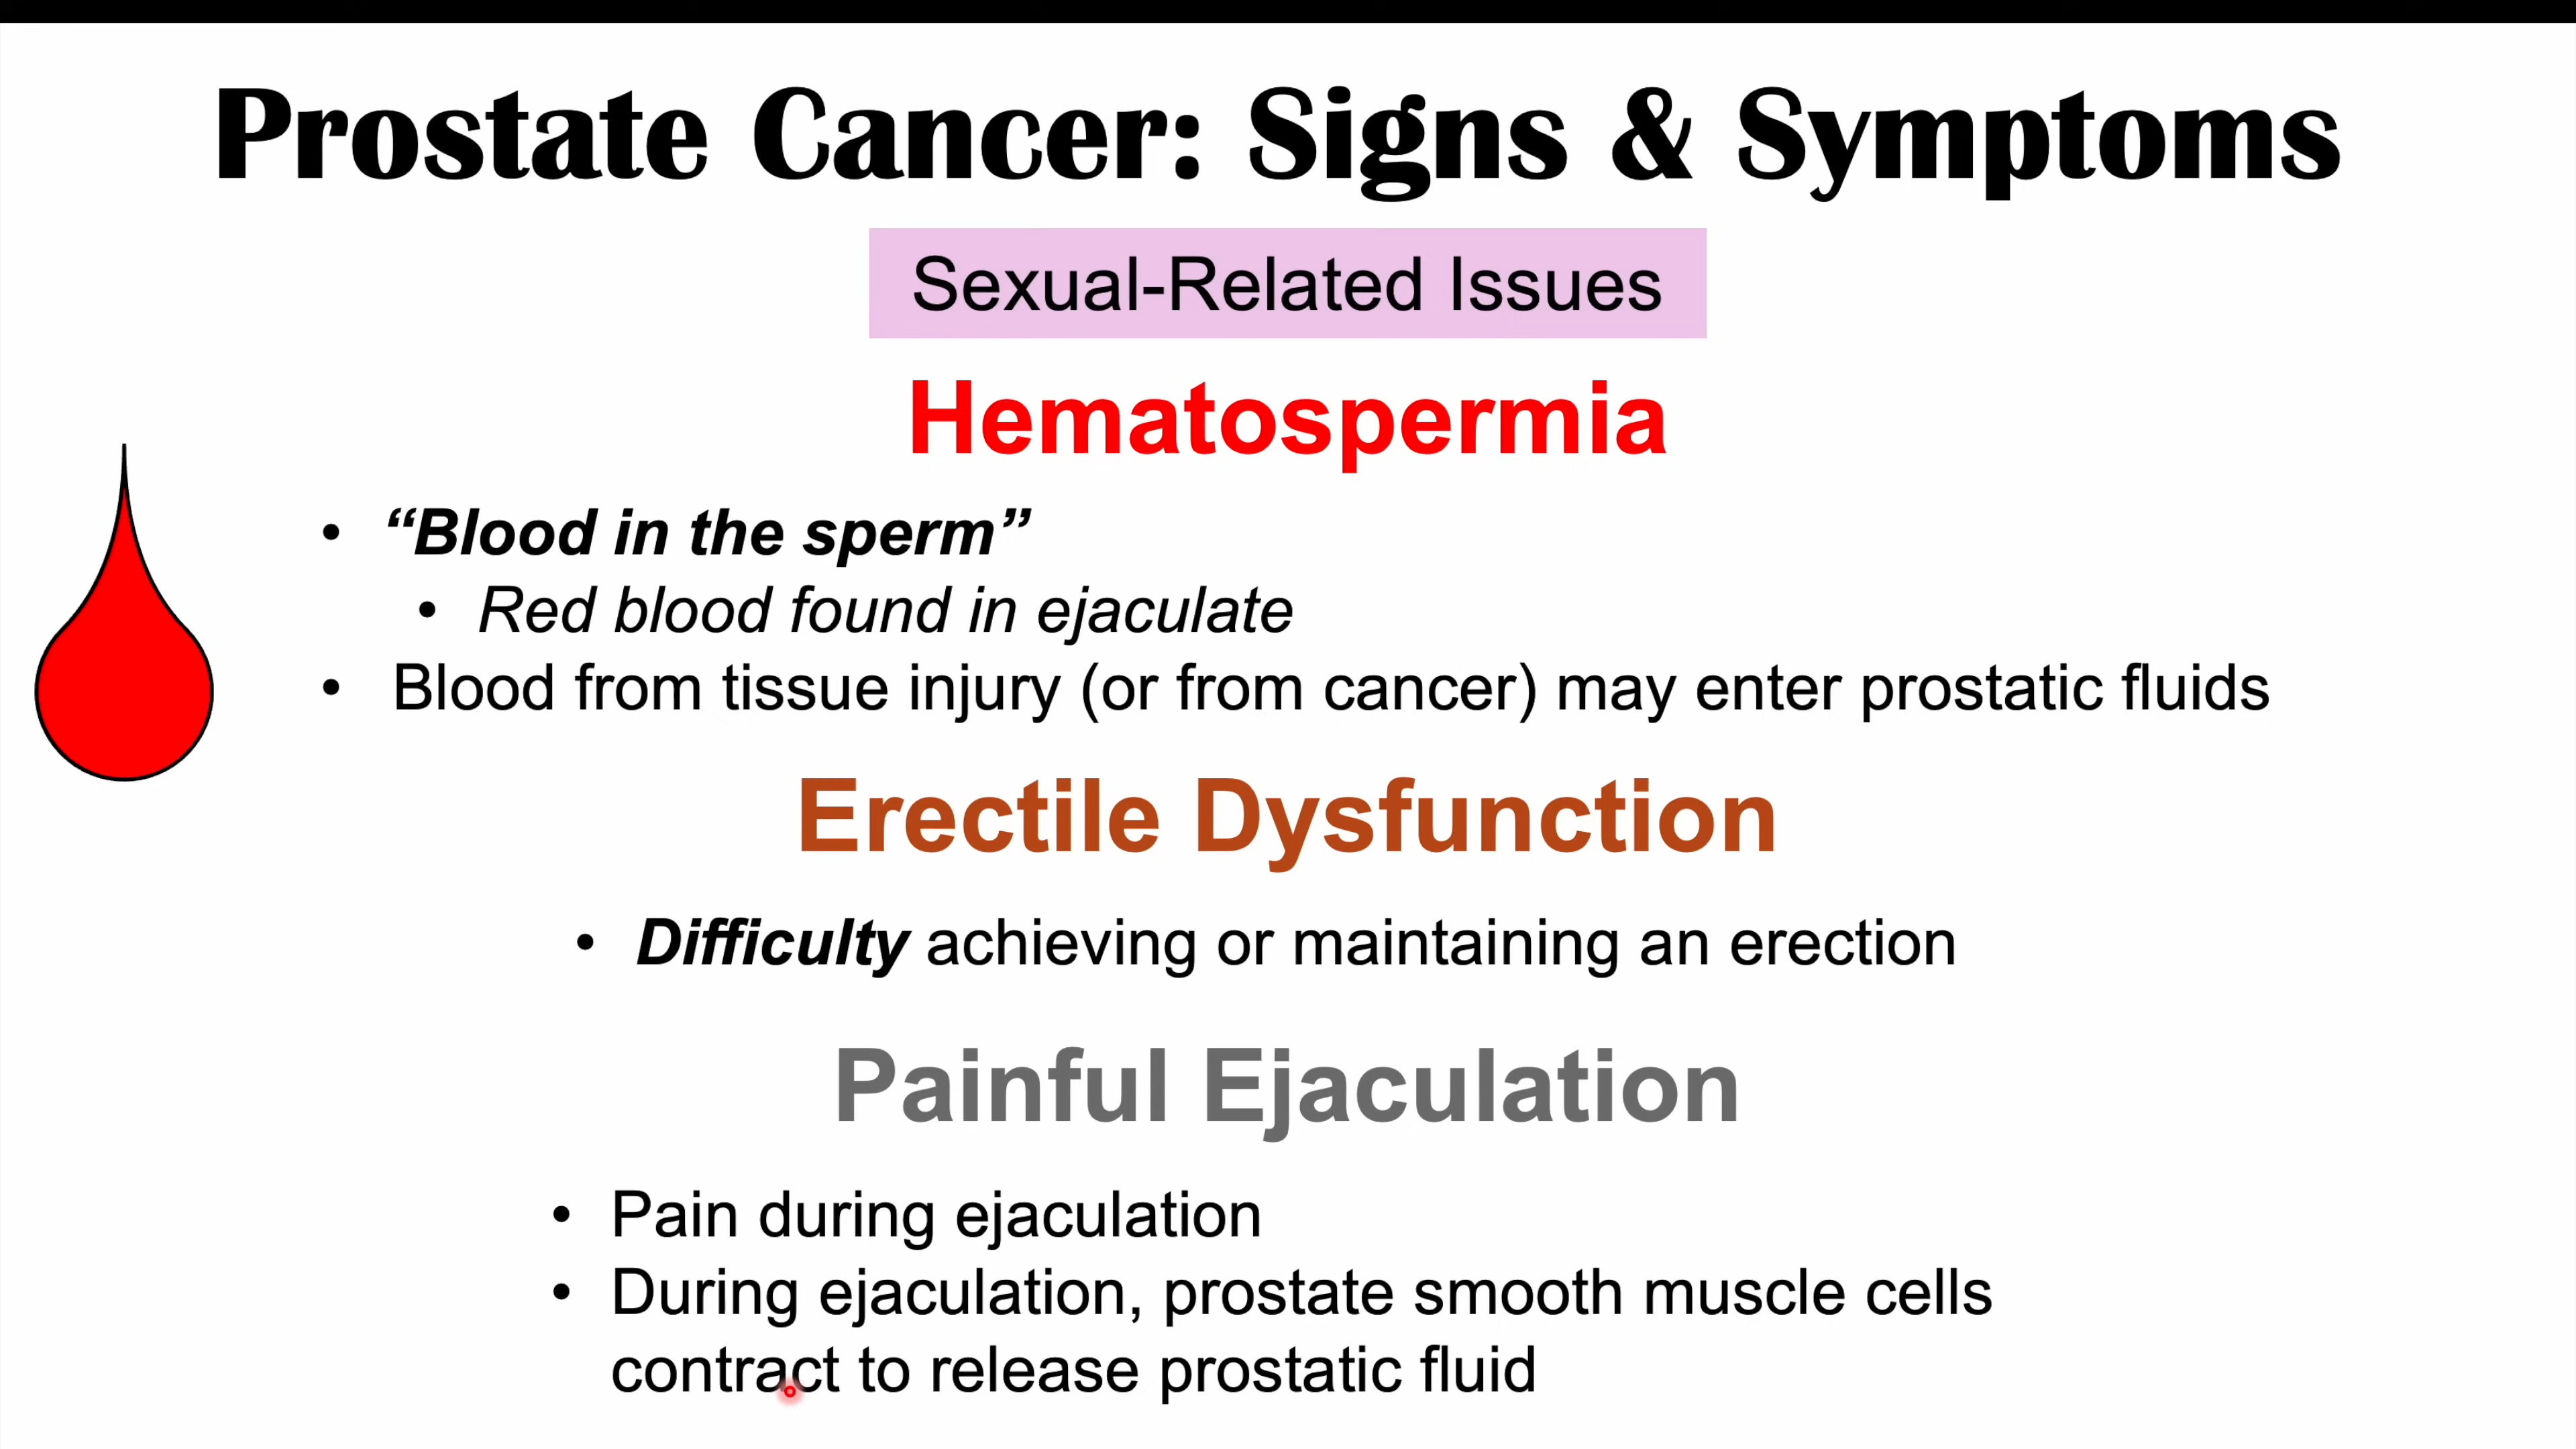 Prostate Cancer: Signs & Symptoms
Sexual-Related Issues
Hematospermia
• “Blood in the sperm”
• Red blood found in ejaculate
• Blood from tissue injury (or from cancer) may enter prostatic fluids
Erectile Dysfunction
• Difficulty achieving or maintaining an erection
Painful Ejaculation
• Pain during ejaculation
• During ejaculation, prostate smooth muscle cells
contract to release prostatic fluid